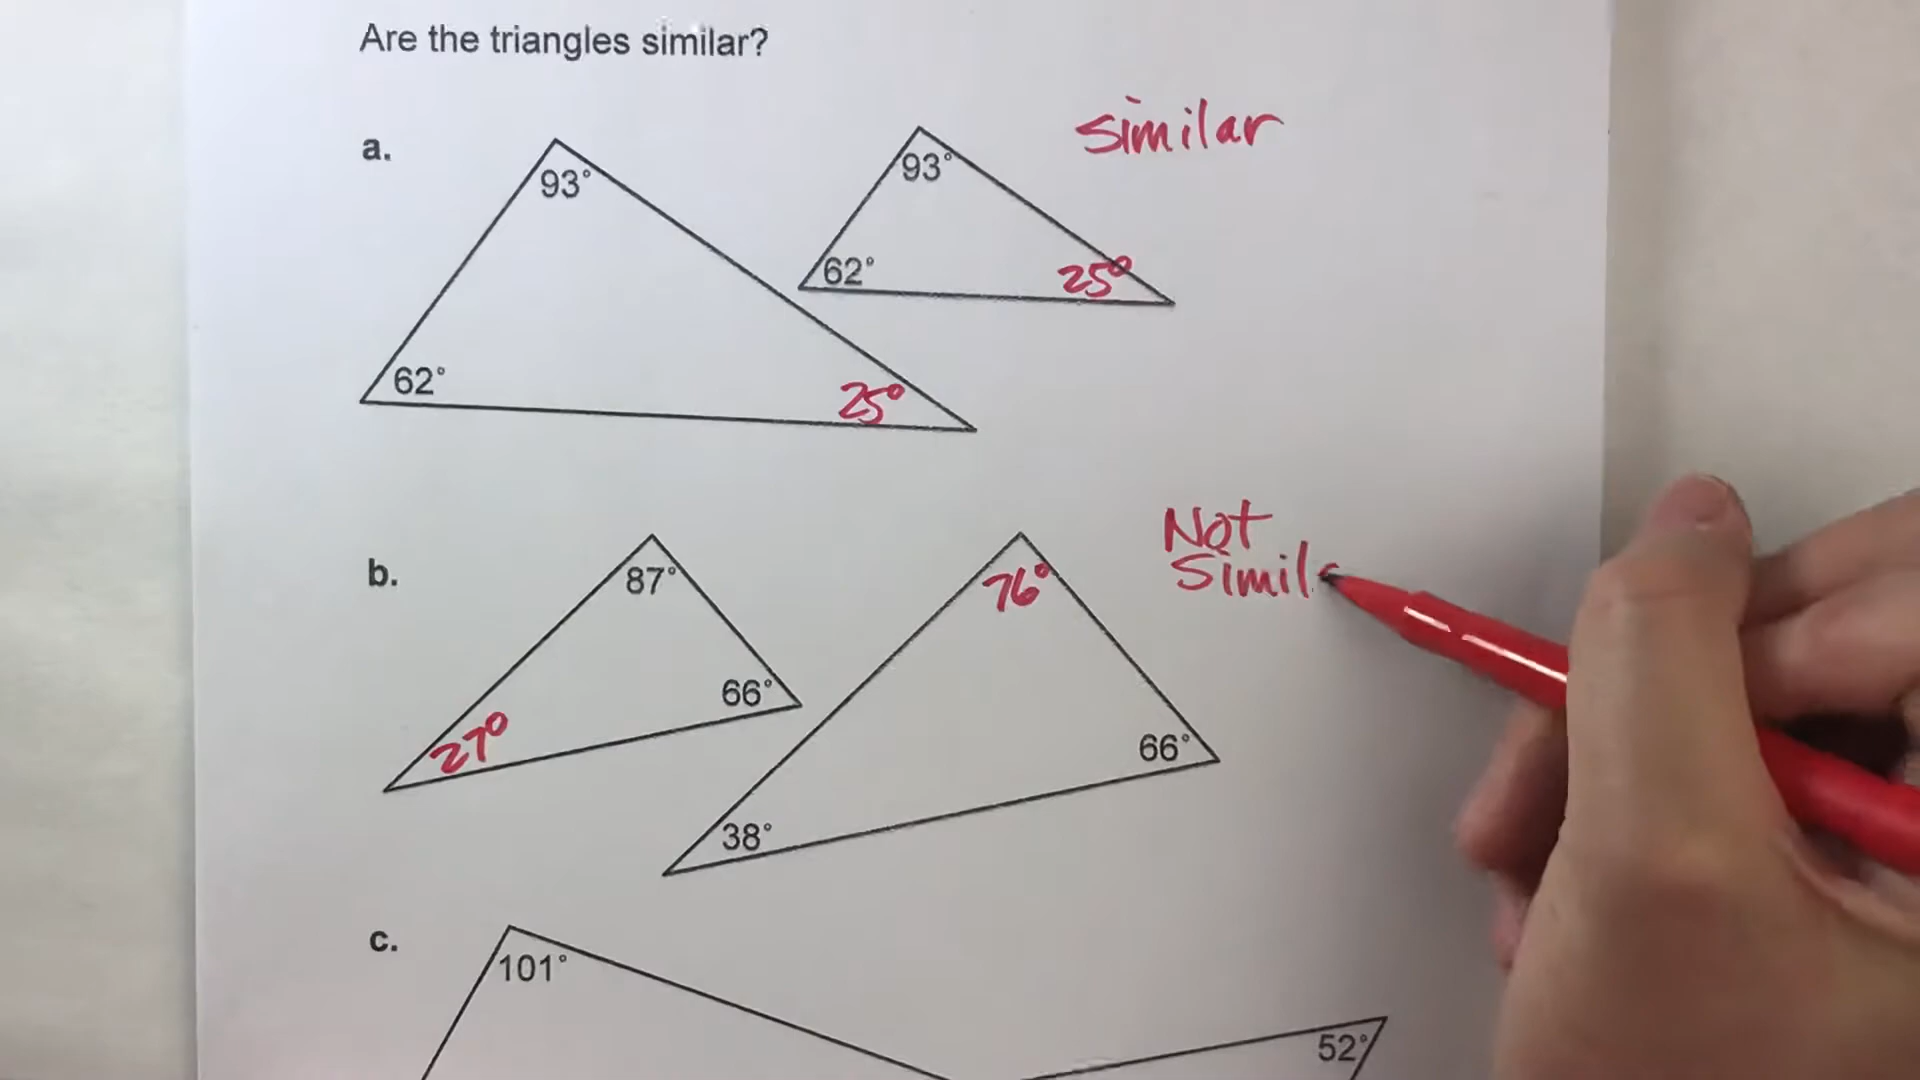 Are the triangles similar?
a.
93°
93°
similar
62°
25°
62°
25°
b.
87°
76°
Not
Simila
66°
27°
66°
38°
c.
101°
52°